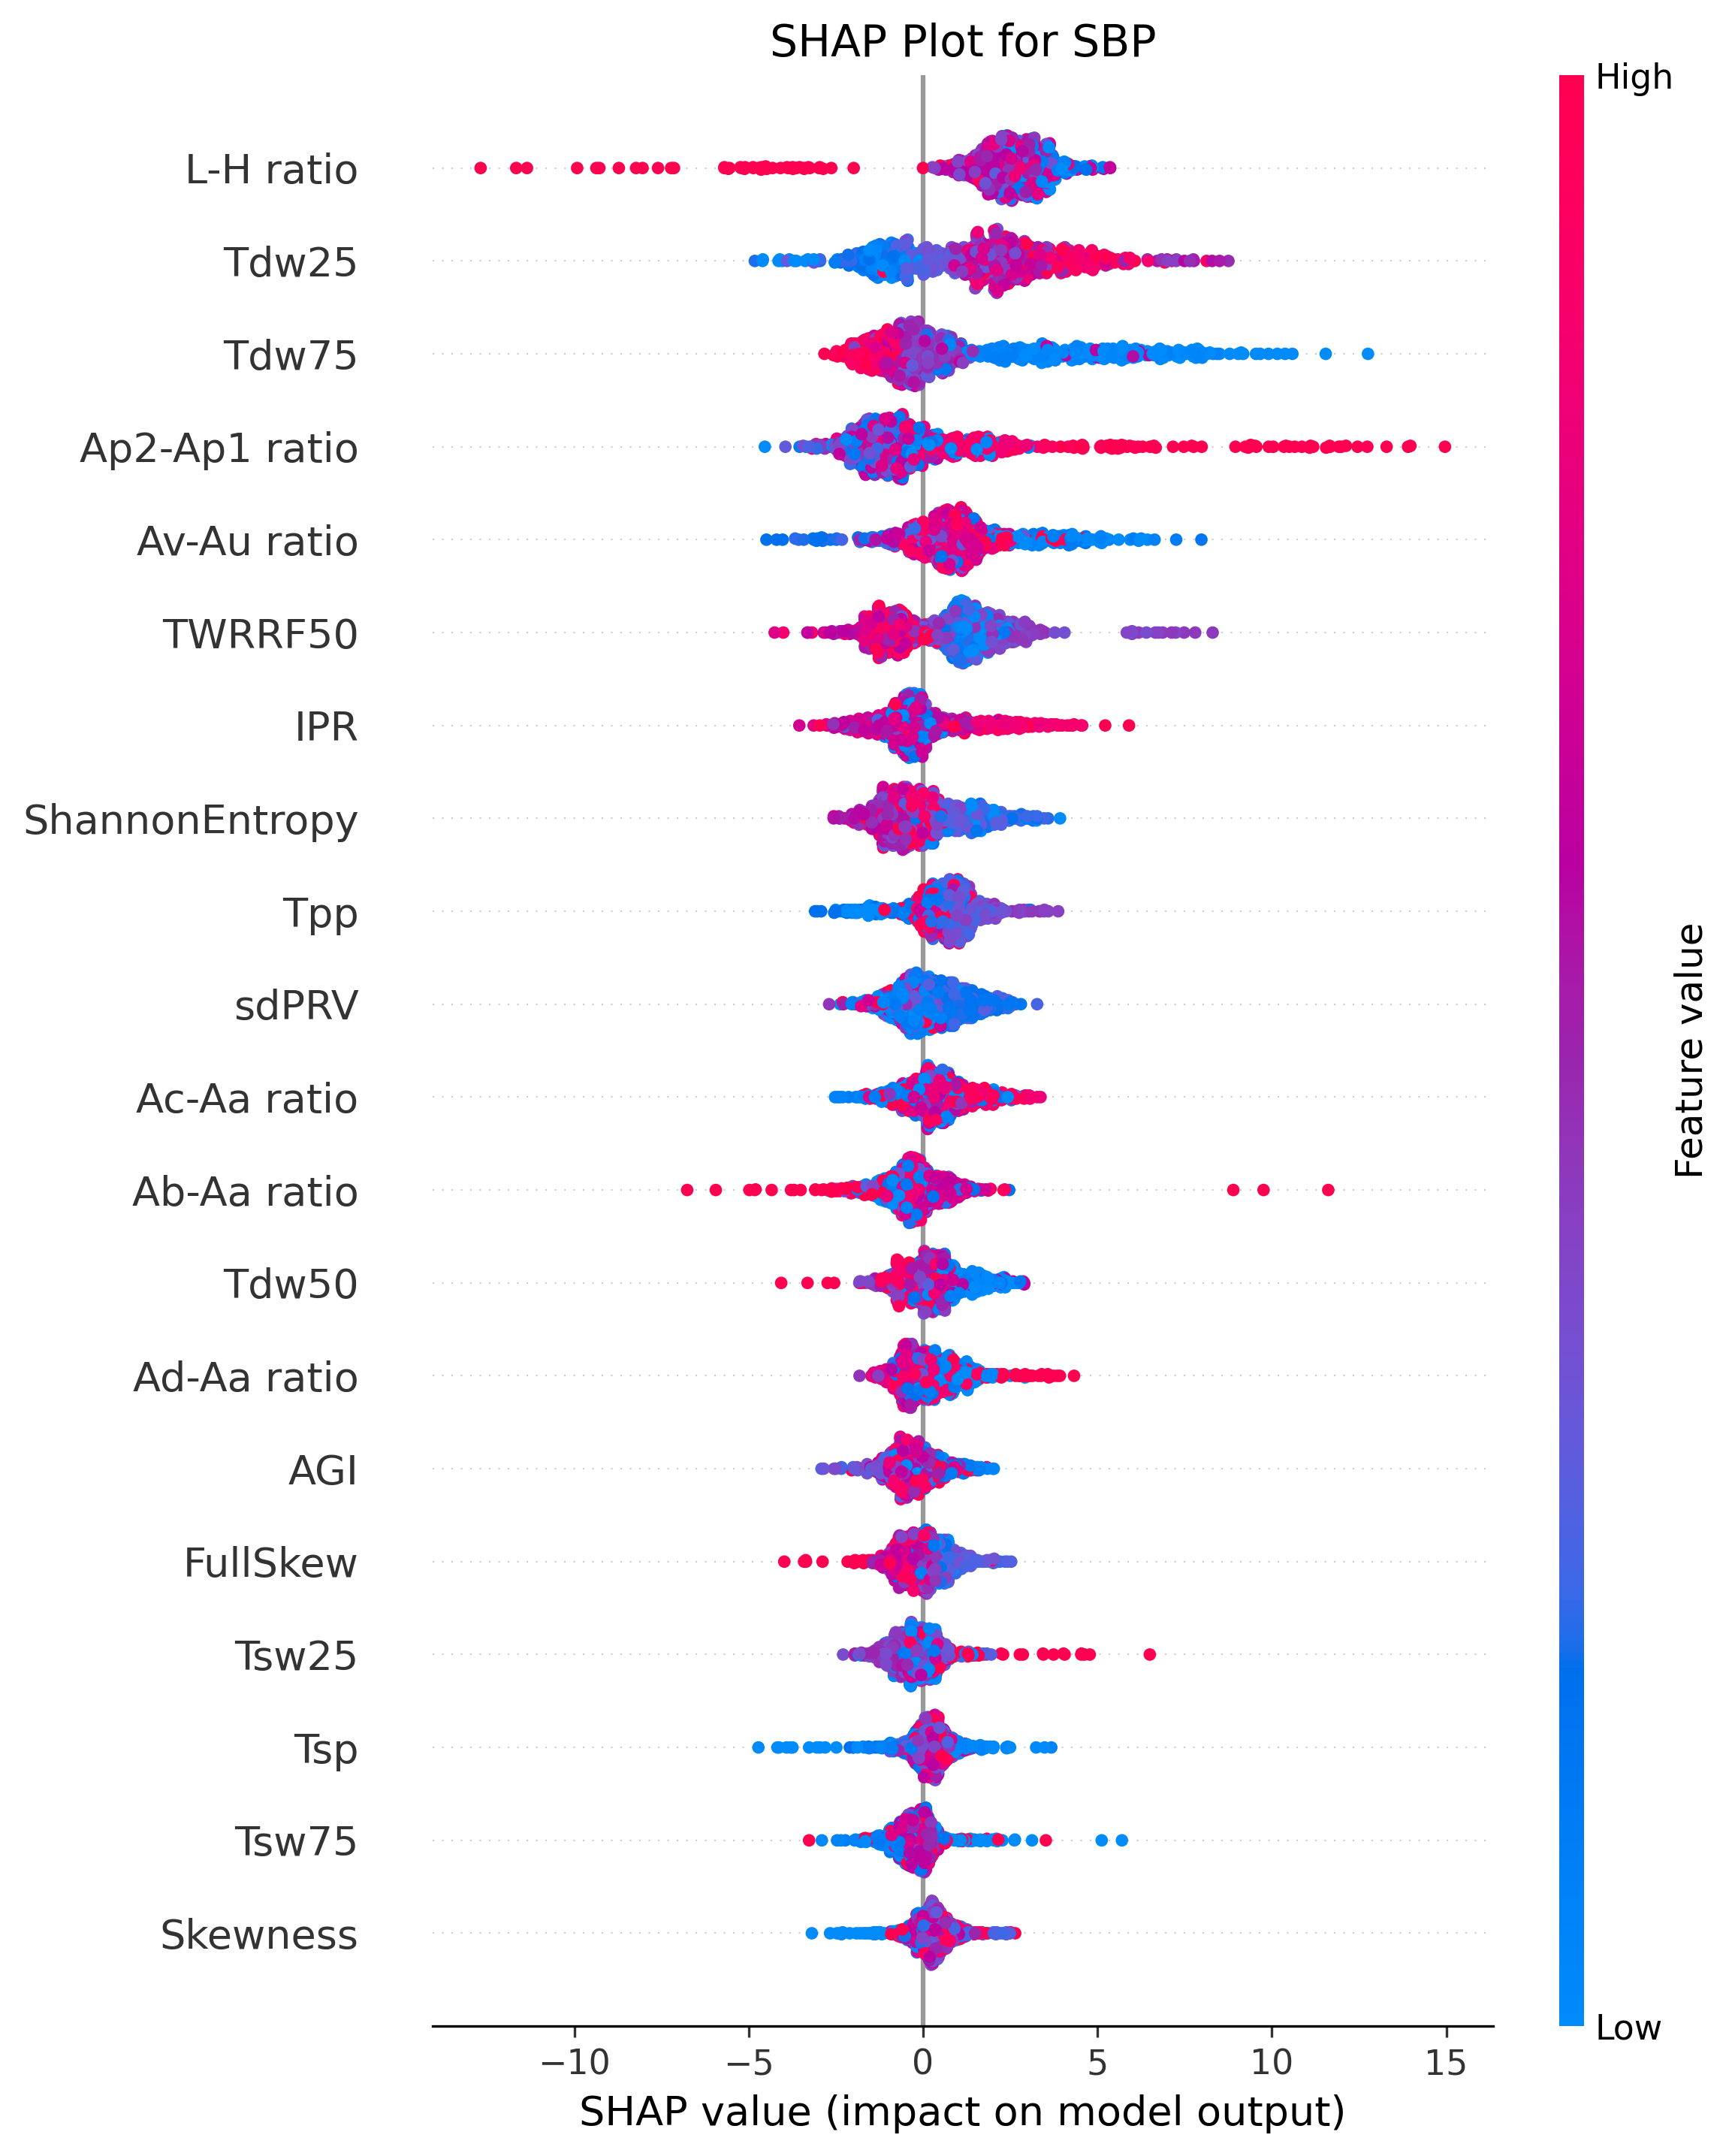 SHAP Plot for SBP
High
L-H ratio
Tdw25
Tdw75
Ap2-Ap1 ratio
Av-Au ratio
TWRRF50
IPR
ShannonEntropy
Tpp
sdPRV
Ac-Aa ratio
Ab-Aa ratio
Tdw50
Ad-Aa ratio
AGI
FullSkew
Tsw25
Tsp
Tsw75
Skewness
Feature value
Low
−10 −5 0 5 10 15
SHAP value (impact on model output)